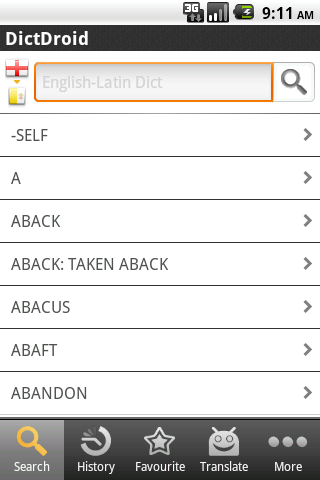 3G 9:11 AM
DictDroid
English-Latin Dict
-SELF
A
ABACK
ABACK: TAKEN ABACK
ABACUS
ABAFT
ABANDON
Search History Favourite Translate More